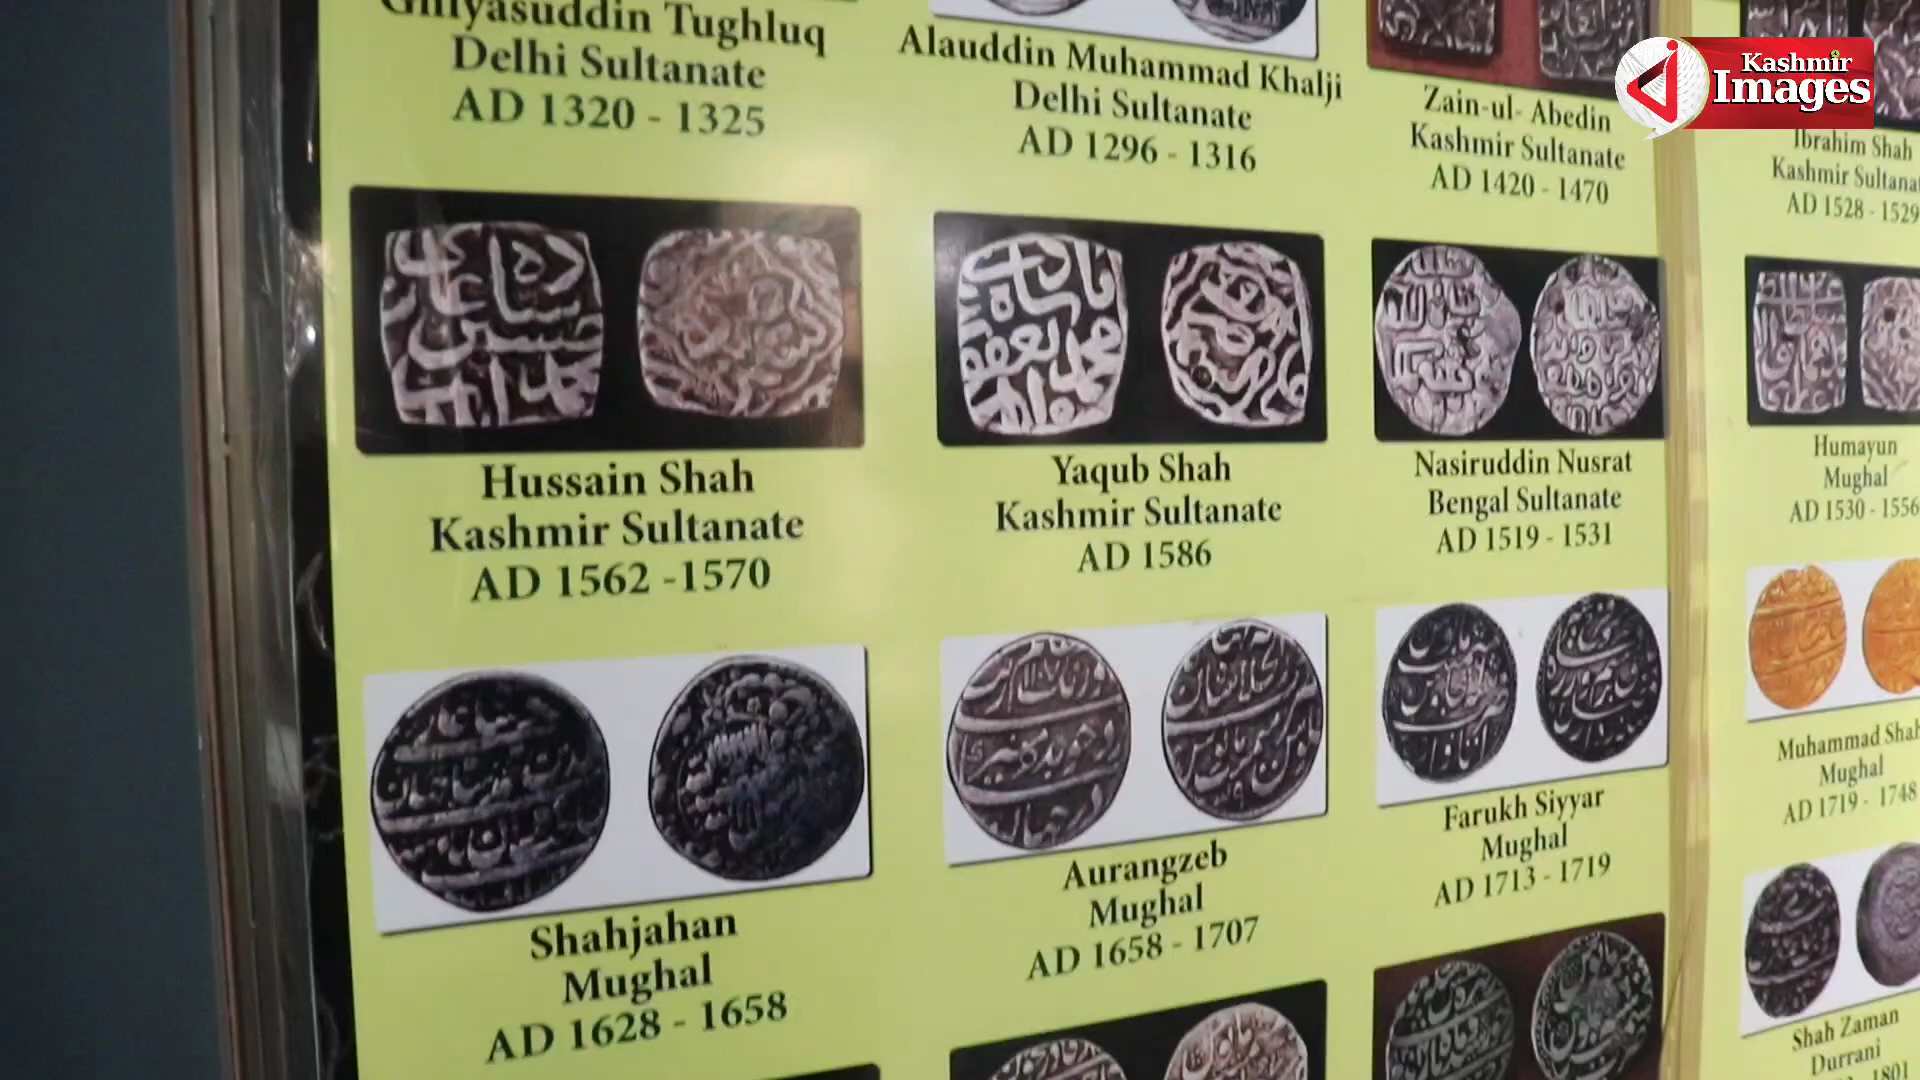 Ghiyasuddin Tughluq
Delhi Sultanate
AD 1320 - 1325
Alauddin Muhammad Khalji
Delhi Sultanate
AD 1296 - 1316
Zain-ul- Abedin
Kashmir Sultanate
AD 1420 - 1470
Kashmir
Images
Ibrahim Shah
Kashmir Sultanat
AD 1528 - 1529
Hussain Shah
Kashmir Sultanate
AD 1562 -1570
Yaqub Shah
Kashmir Sultanate
AD 1586
Nasiruddin Nusrat
Bengal Sultanate
AD 1519 - 1531
Humayun
Mughal
AD 1530 - 1556
Shahjahan
Mughal
AD 1628 - 1658
Aurangzeb
Mughal
AD 1658 - 1707
Farukh Siyyar
Mughal
AD 1713 - 1719
Muhammad Shah
Mughal
AD 1719 - 1748
Shah Zaman
Durrani
1801